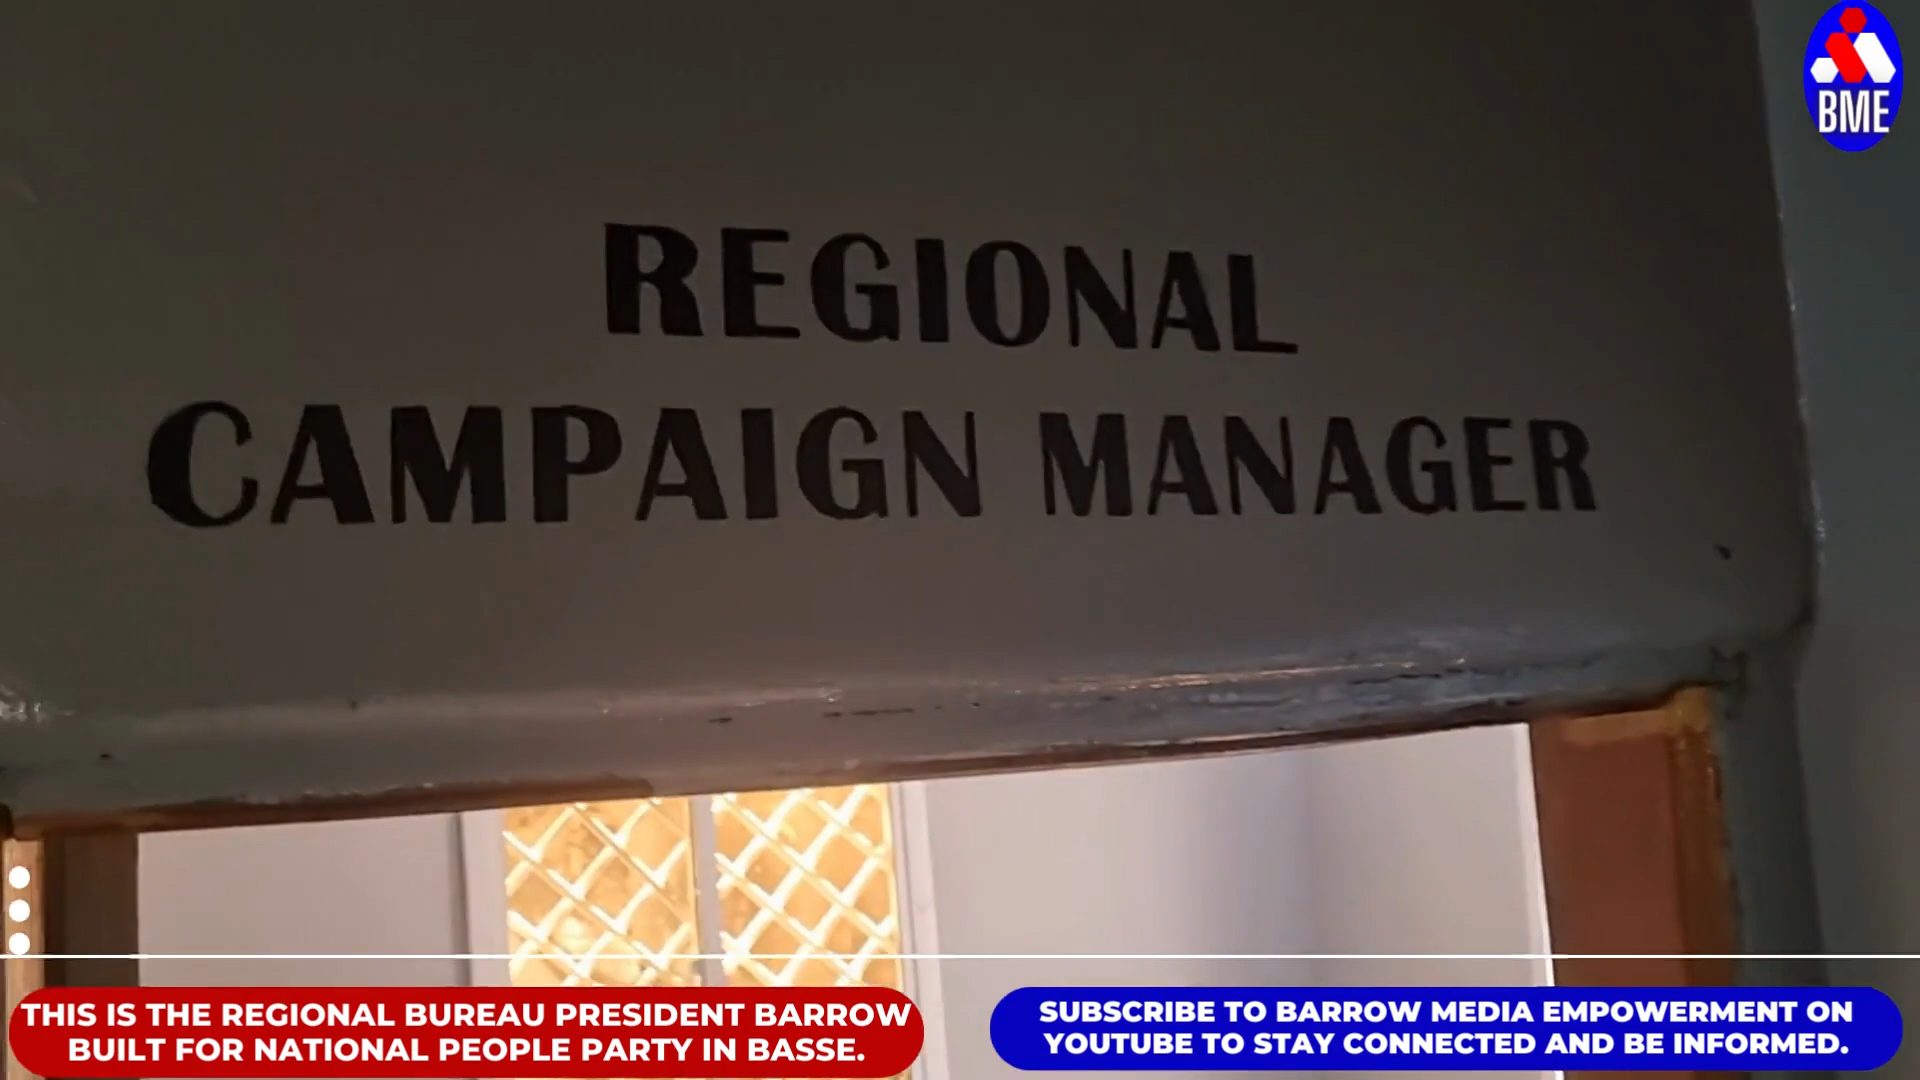 BME
REGIONAL
CAMPAIGN MANAGER
THIS IS THE REGIONAL BUREAU PRESIDENT BARROW
BUILT FOR NATIONAL PEOPLE PARTY IN BASSE.
SUBSCRIBE TO BARROW MEDIA EMPOWERMENT ON
YOUTUBE TO STAY CONNECTED AND BE INFORMED.